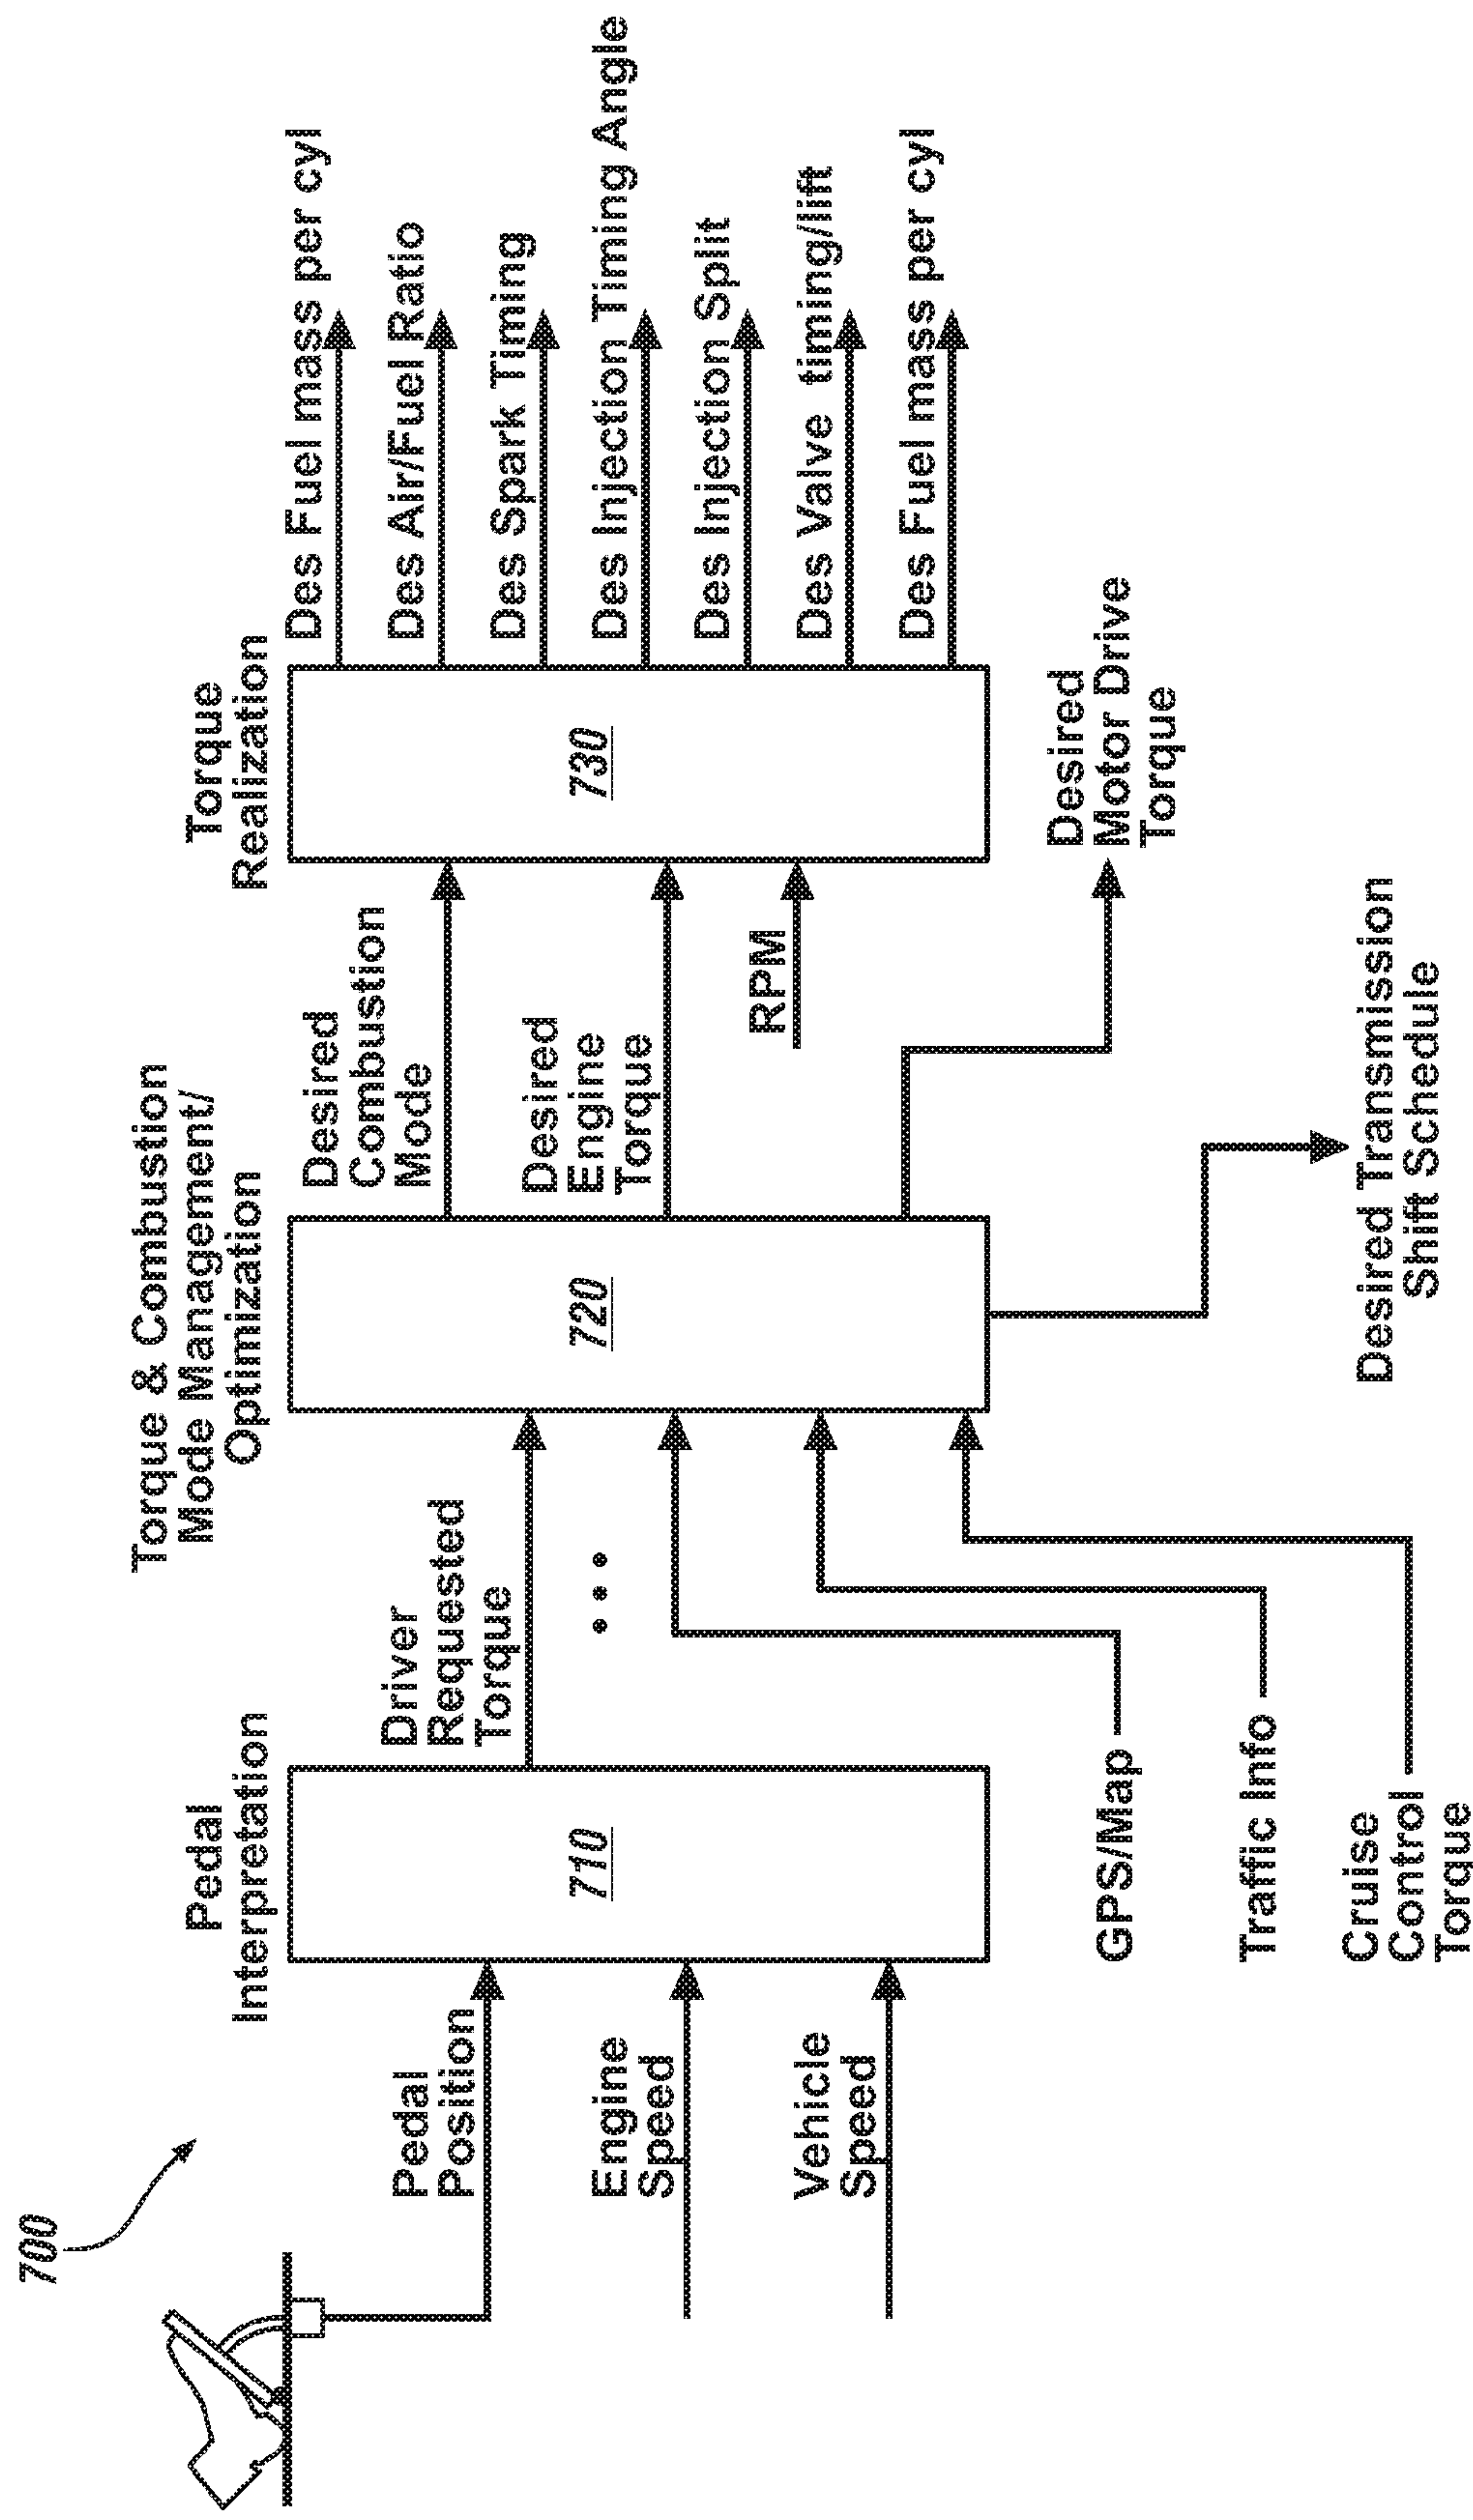 700
Pedal
Interpretation
Torque & Combustion
Mode Management/
Optimization
Torque
Realization
Pedal
Position
Engine
Speed
Vehicle
Speed
710
Driver
Requested
Torque
GPS/Map
Traffic Info
Cruise
Control
Torque
720
Desired
Combustion
Mode
Desired
Engine
Torque
RPM
Desired Transmission
Shift Schedule
Desired
Motor Drive
Torque
730
Des Fuel mass per cyl
Des Air/Fuel Ratio
Des Spark Timing
Des Injection Timing Angle
Des Injection Split
Des Valve timing/lift
Des Fuel mass per cyl